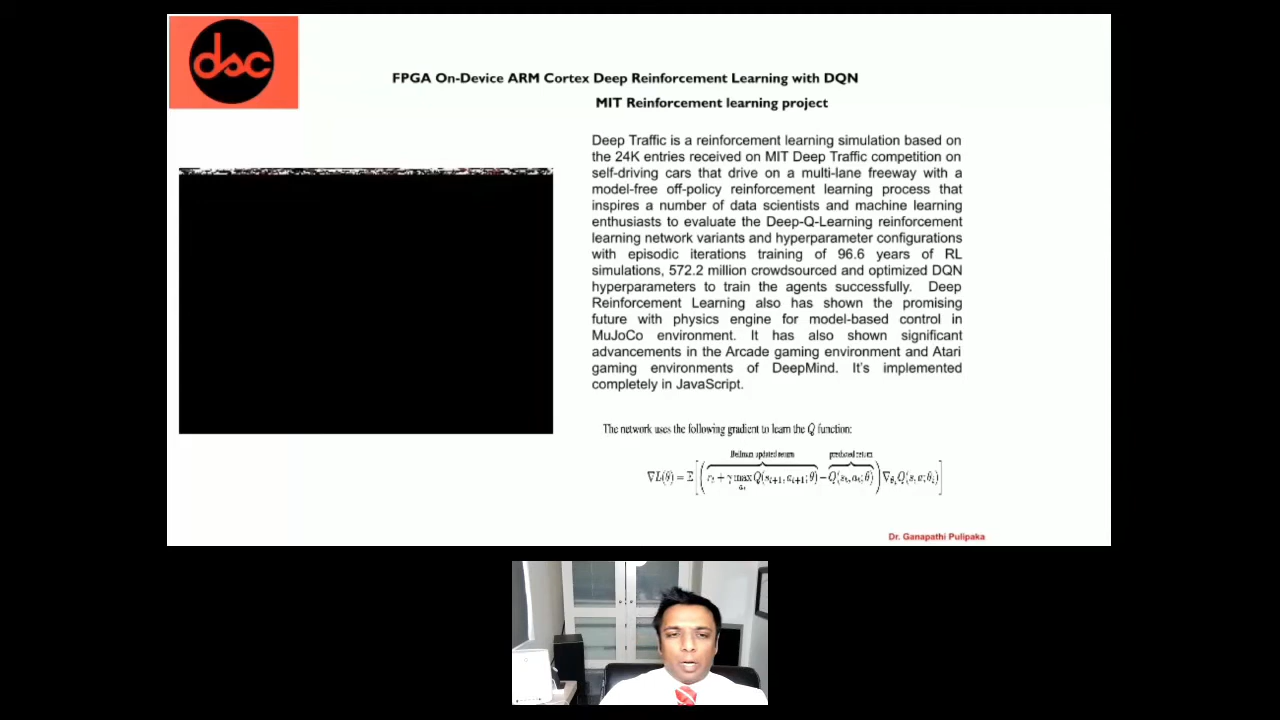 dsc
FPGA On-Device ARM Cortex Deep Reinforcement Learning with DQN
MIT Reinforcement learning project
Deep Traffic is a reinforcement learning simulation based on
the 24K entries received on MIT Deep Traffic competition on
self-driving cars that drive on a multi-lane freeway with a
model-free off-policy reinforcement learning process that
inspires a number of data scientists and machine learning
enthusiasts to evaluate the Deep-Q-Learning reinforcement
learning network variants and hyperparameter configurations
with episodic iterations training of 96.6 years of RL
simulations, 572.2 million crowdsourced and optimized DQN
hyperparameters to train the agents successfully. Deep
Reinforcement Learning also has shown the promising
future with physics engine for model-based control in
MuJoCo environment. It has also shown significant
advancements in the Arcade gaming environment and Atari
gaming environments of DeepMind. It's implemented
completely in JavaScript.
The network uses the following gradient to learn the Q function:
Bellman updated return predicted return
∇L(θ) = Σ[(r + γ max Q(s, a; θ) − Q(s, a; θ)) ∇Q(s, a; θ)]
Dr. Ganapathi Pulipaka